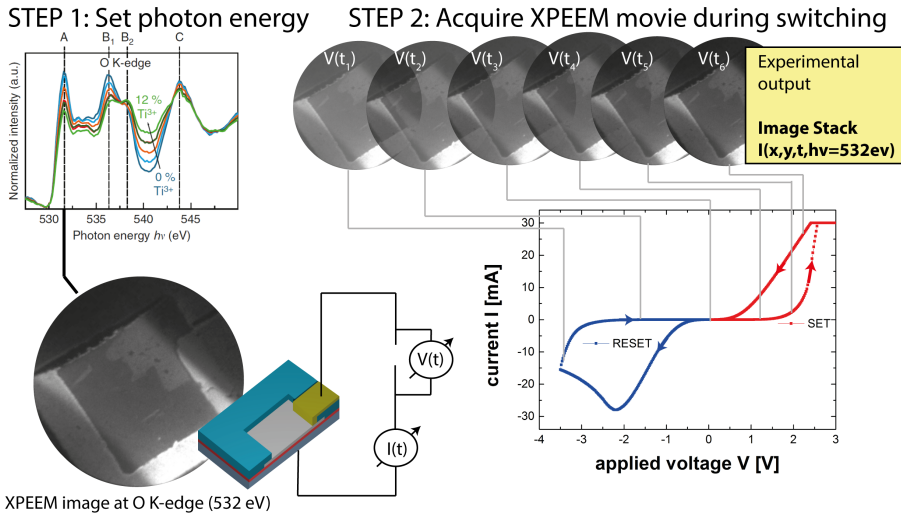 STEP 1: Set photon energy
A B₁ B₂ C
O K-edge
12 %
Ti³⁺
0 %
Ti³⁺
Normalized intensity (a.u.)
530 535 540 545
Photon energy hν (eV)
XPEEM image at O K-edge (532 eV)
V(t)
I(t)
STEP 2: Acquire XPEEM movie during switching
V(t₁) V(t₂) V(t₃) V(t₄) V(t₅) V(t₆)
Experimental
output
Image Stack
I(x,y,t,hv=532ev)
30
20
10
0
-10
-20
-30
current I [mA]
SET
RESET
-4 -3 -2 -1 0 1 2 3
applied voltage V [V]